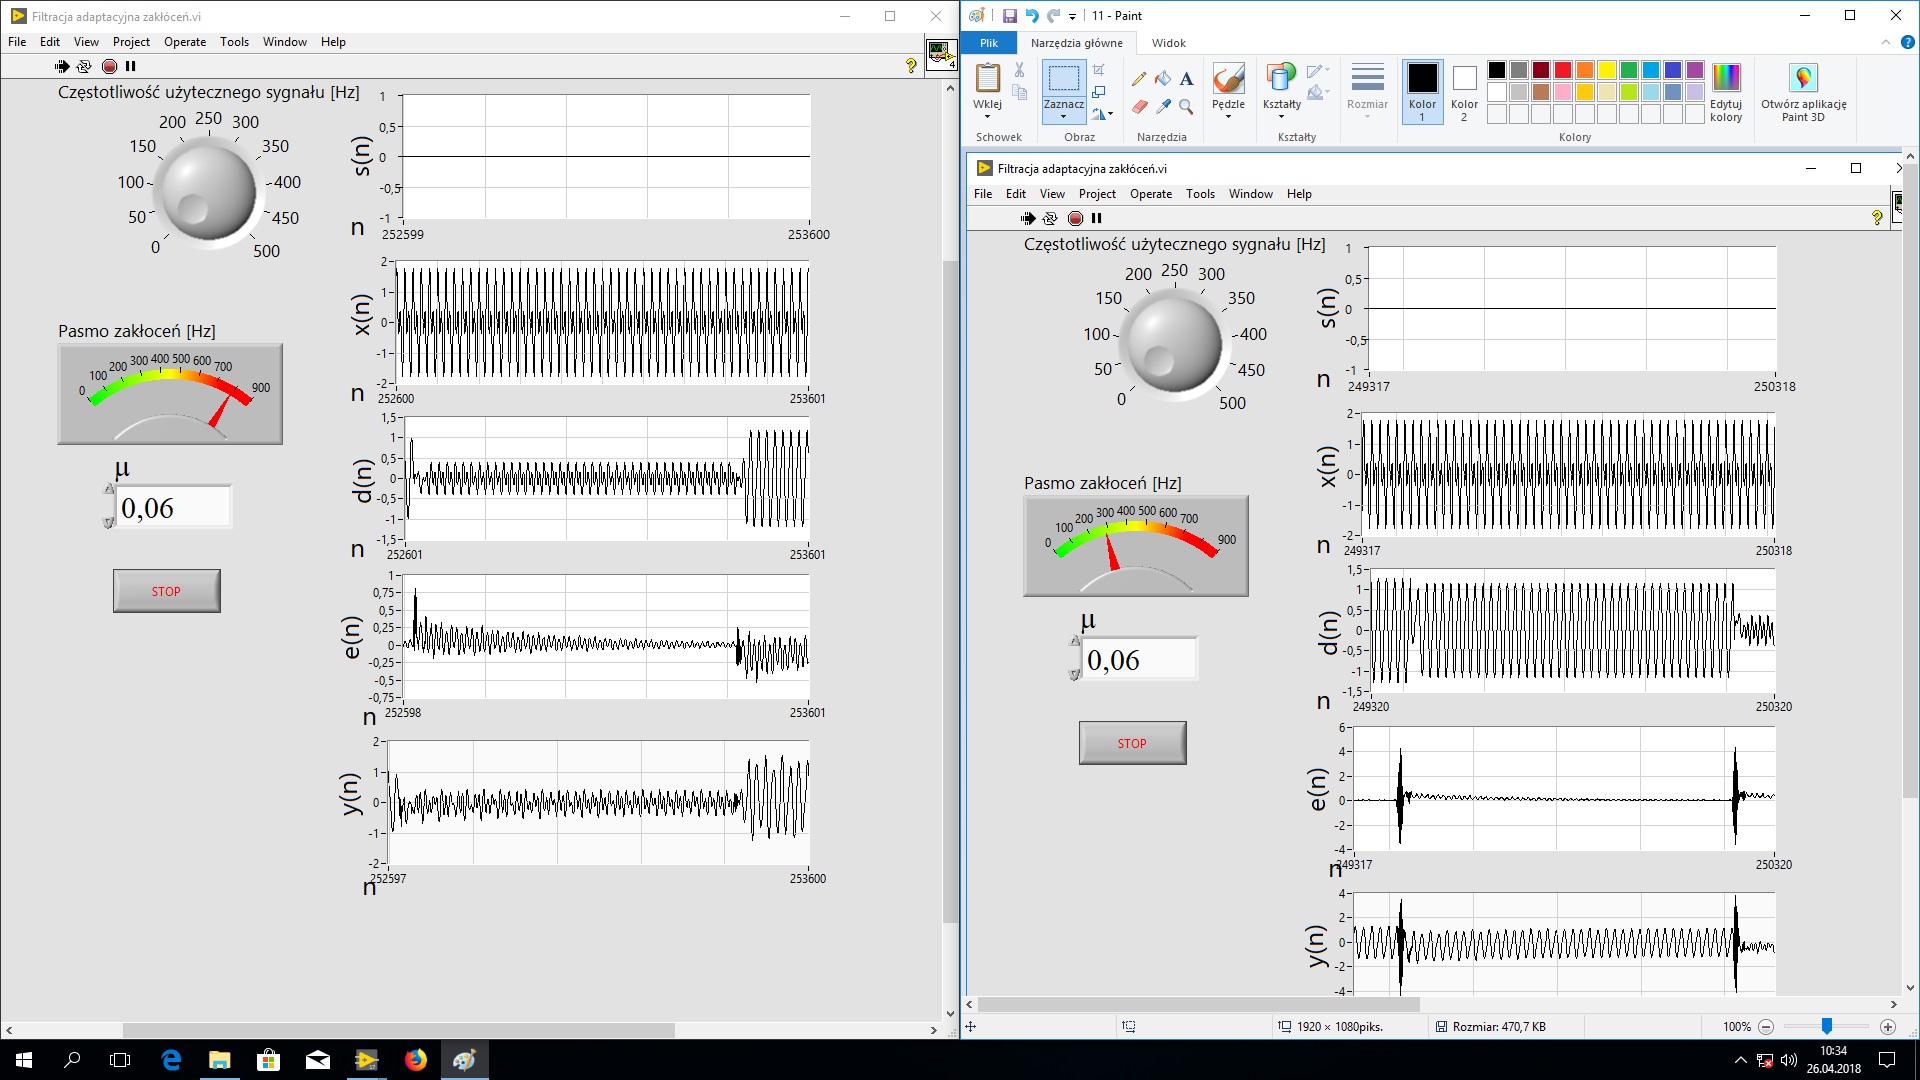 Filtracja adaptacyjna zakłóceń.vi
File Edit View Project Operate Tools Window Help
4
Częstotliwość użytecznego sygnału [Hz]
0 50 100 150 200 250 300 350 400 450 500
Pasmo zakłoceń [Hz]
0 100 200 300 400 500 600 700 900
μ
0,06
STOP
s(n)
1
0,5
0
-0,5
-1
n
252599 253600
x(n)
2
1
0
-1
-2
n
252600 253601
d(n)
1,5
1
0,5
0
-0,5
-1
-1,5
n
252601 253601
e(n)
1
0,75
0,5
0,25
0
-0,25
-0,5
-0,75
n
252598 253601
y(n)
2
1
0
-1
-2
n
252597 253600
11 - Paint
Plik Narzędzia główne Widok
Wklej
Schowek
Zaznacz
Obraz
A
Narzędzia
Pędzle
Kształty
Kształty
Rozmiar
Kolor 1
Kolor 2
Edytuj kolory
Kolory
Otwórz aplikację Paint 3D
Filtracja adaptacyjna zakłóceń.vi
File Edit View Project Operate Tools Window Help
Częstotliwość użytecznego sygnału [Hz]
0 50 100 150 200 250 300 350 400 450 500
Pasmo zakłoceń [Hz]
0 100 200 300 400 500 600 700 900
μ
0,06
STOP
s(n)
1
0,5
0
-0,5
-1
n
249317 250318
x(n)
2
1
0
-1
-2
n
249317 250318
d(n)
1,5
1
0,5
0
-0,5
-1
-1,5
n
249320 250320
e(n)
6
4
2
0
-2
-4
n
249317 250320
y(n)
4
2
0
-2
-4
1920 × 1080piks.
Rozmiar: 470,7 KB
100%
10:34
26.04.2018